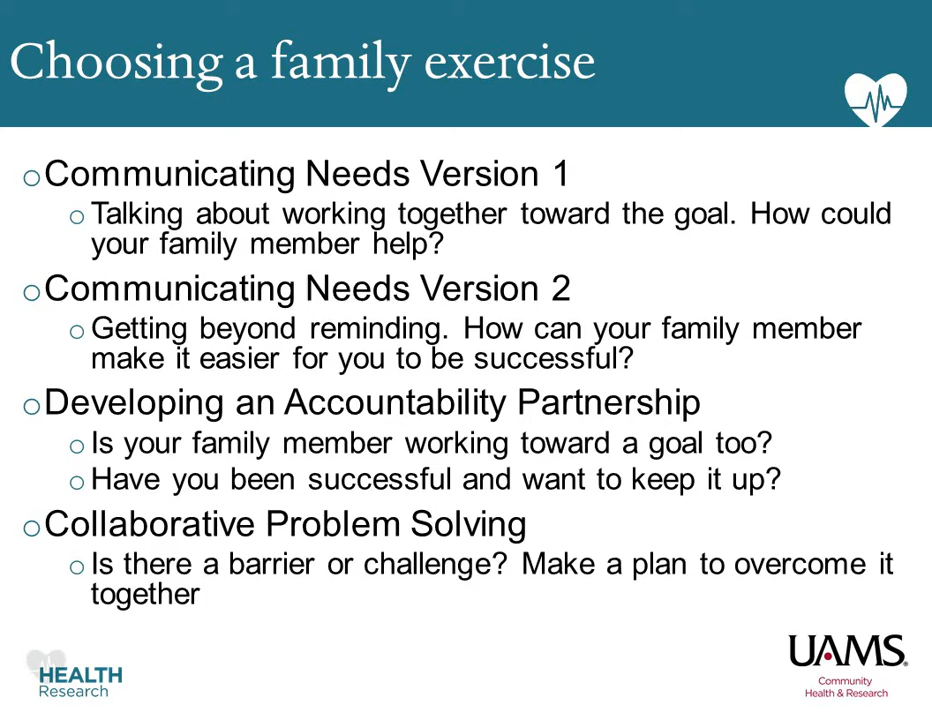 Choosing a family exercise
Communicating Needs Version 1
Talking about working together toward the goal. How could
your family member help?
Communicating Needs Version 2
Getting beyond reminding. How can your family member
make it easier for you to be successful?
Developing an Accountability Partnership
Is your family member working toward a goal too?
Have you been successful and want to keep it up?
Collaborative Problem Solving
Is there a barrier or challenge? Make a plan to overcome it
together
HEALTH
Research
UAMS®
Community
Health & Research